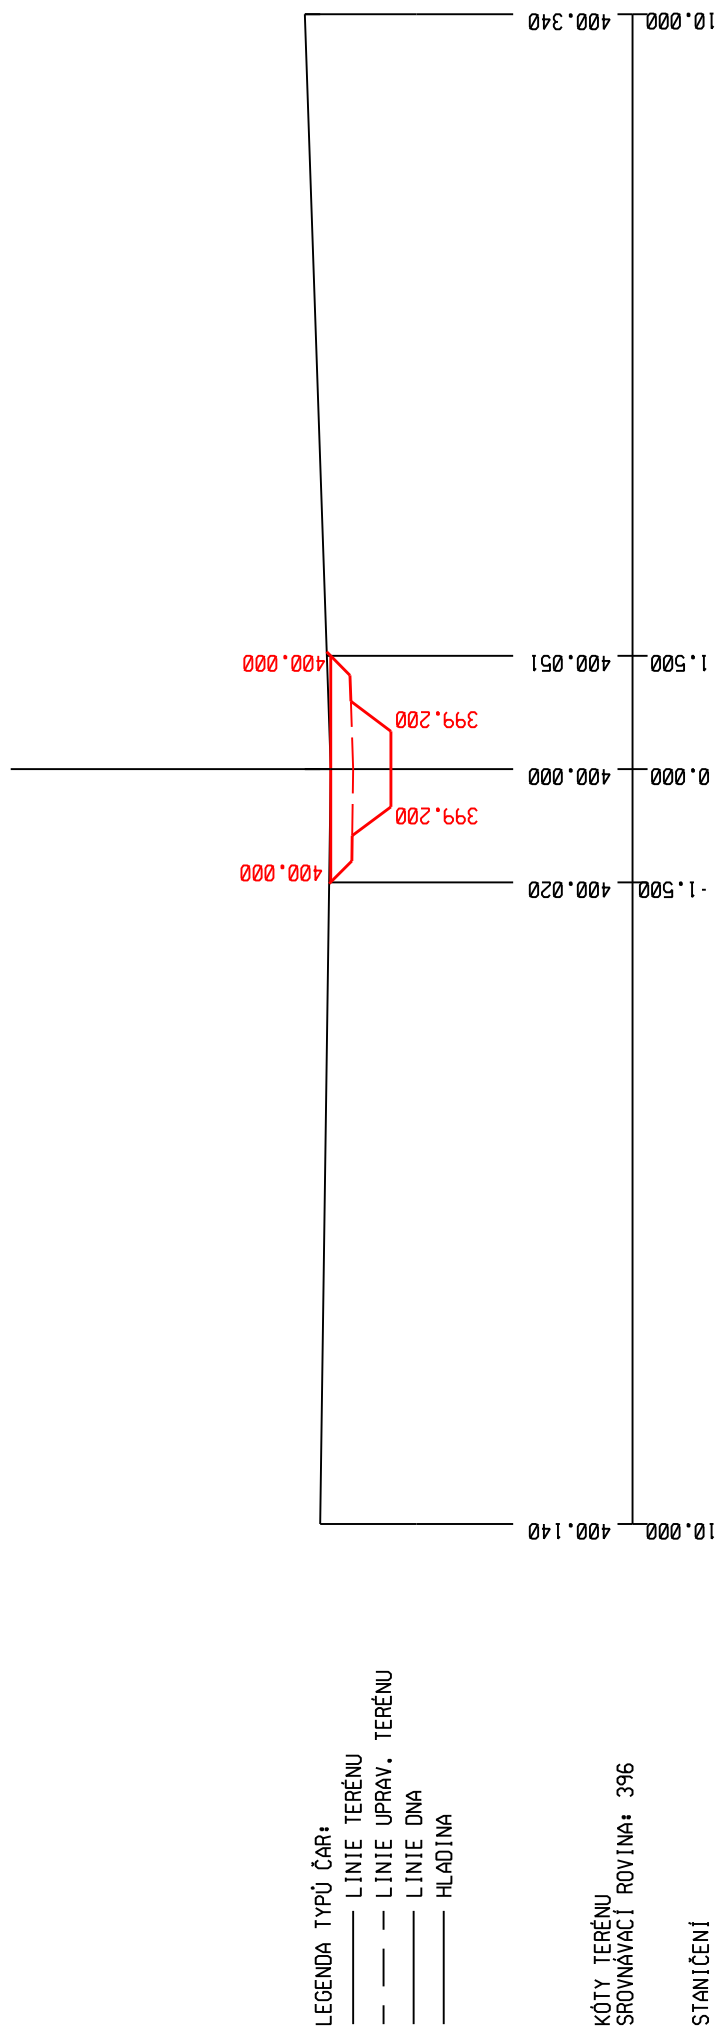 LEGENDA TYPŮ ČAR:
LINIE TERÉNU
LINIE UPRAV. TERÉNU
LINIE DNA
HLADINA
400.000
399.200
399.200
400.000
KÓTY TERÉNU
400.140
400.020
400.000
400.051
400.340
SROVNÁVACÍ ROVINA: 396
STANIČENÍ
10.000
-1.500
0.000
1.500
10.000